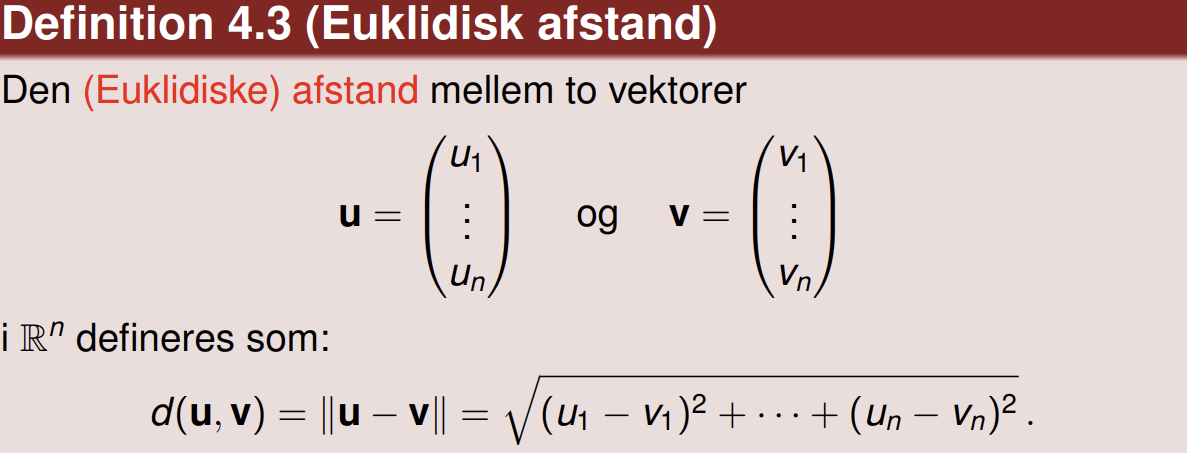 Definition 4.3 (Euklidisk afstand)
Den (Euklidiske) afstand mellem to vektorer
u = (u₁ ⋮ uₙ) og v = (v₁ ⋮ vₙ)
i ℝⁿ defineres som:
d(u, v) = ‖u − v‖ = √((u₁ − v₁)² + ⋯ + (uₙ − vₙ)²) .